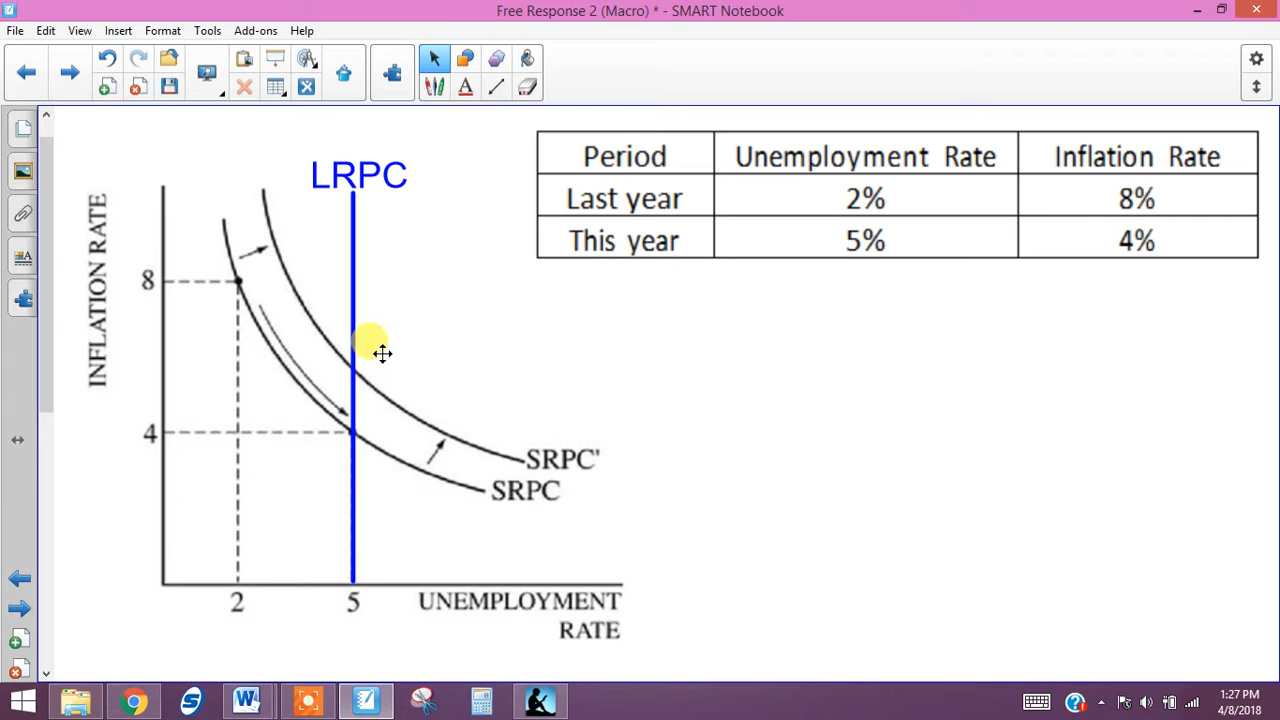 Free Response 2 (Macro) * - SMART Notebook
File Edit View Insert Format Tools Add-ons Help
LRPC
INFLATION RATE
8
4
SRPC'
SRPC
2 5 UNEMPLOYMENT
RATE
Period Unemployment Rate Inflation Rate
Last year 2% 8%
This year 5% 4%
1:27 PM
4/8/2018